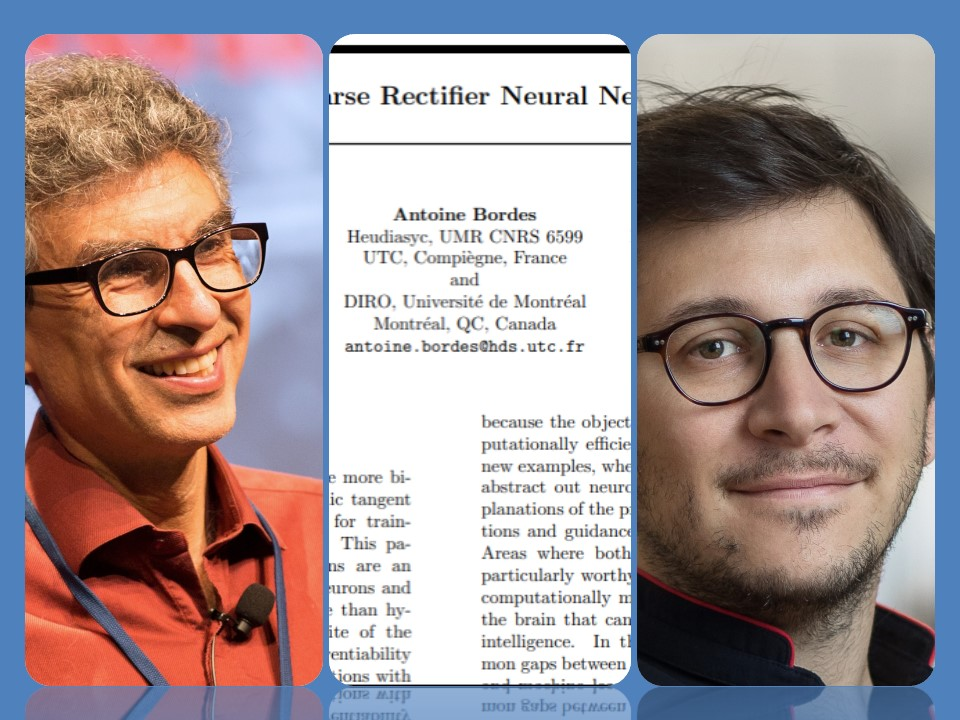 arse Rectifier Neural Ne
Antoine Bordes
Heudiasyc, UMR CNRS 6599
UTC, Compiègne, France
and
DIRO, Université de Montréal
Montréal, QC, Canada
antoine.bordes@hds.utc.fr
e more bi-
ic tangent
for train-
This pa-
ns are an
eurons and
e than hy-
ite of the
rentiability
tions with
because the object
putationally efficie
new examples, whe
abstract out neuro
planations of the p
tions and guidance
Areas where both
particularly worthy
computationally m
the brain that can
intelligence. In th
mon gaps between